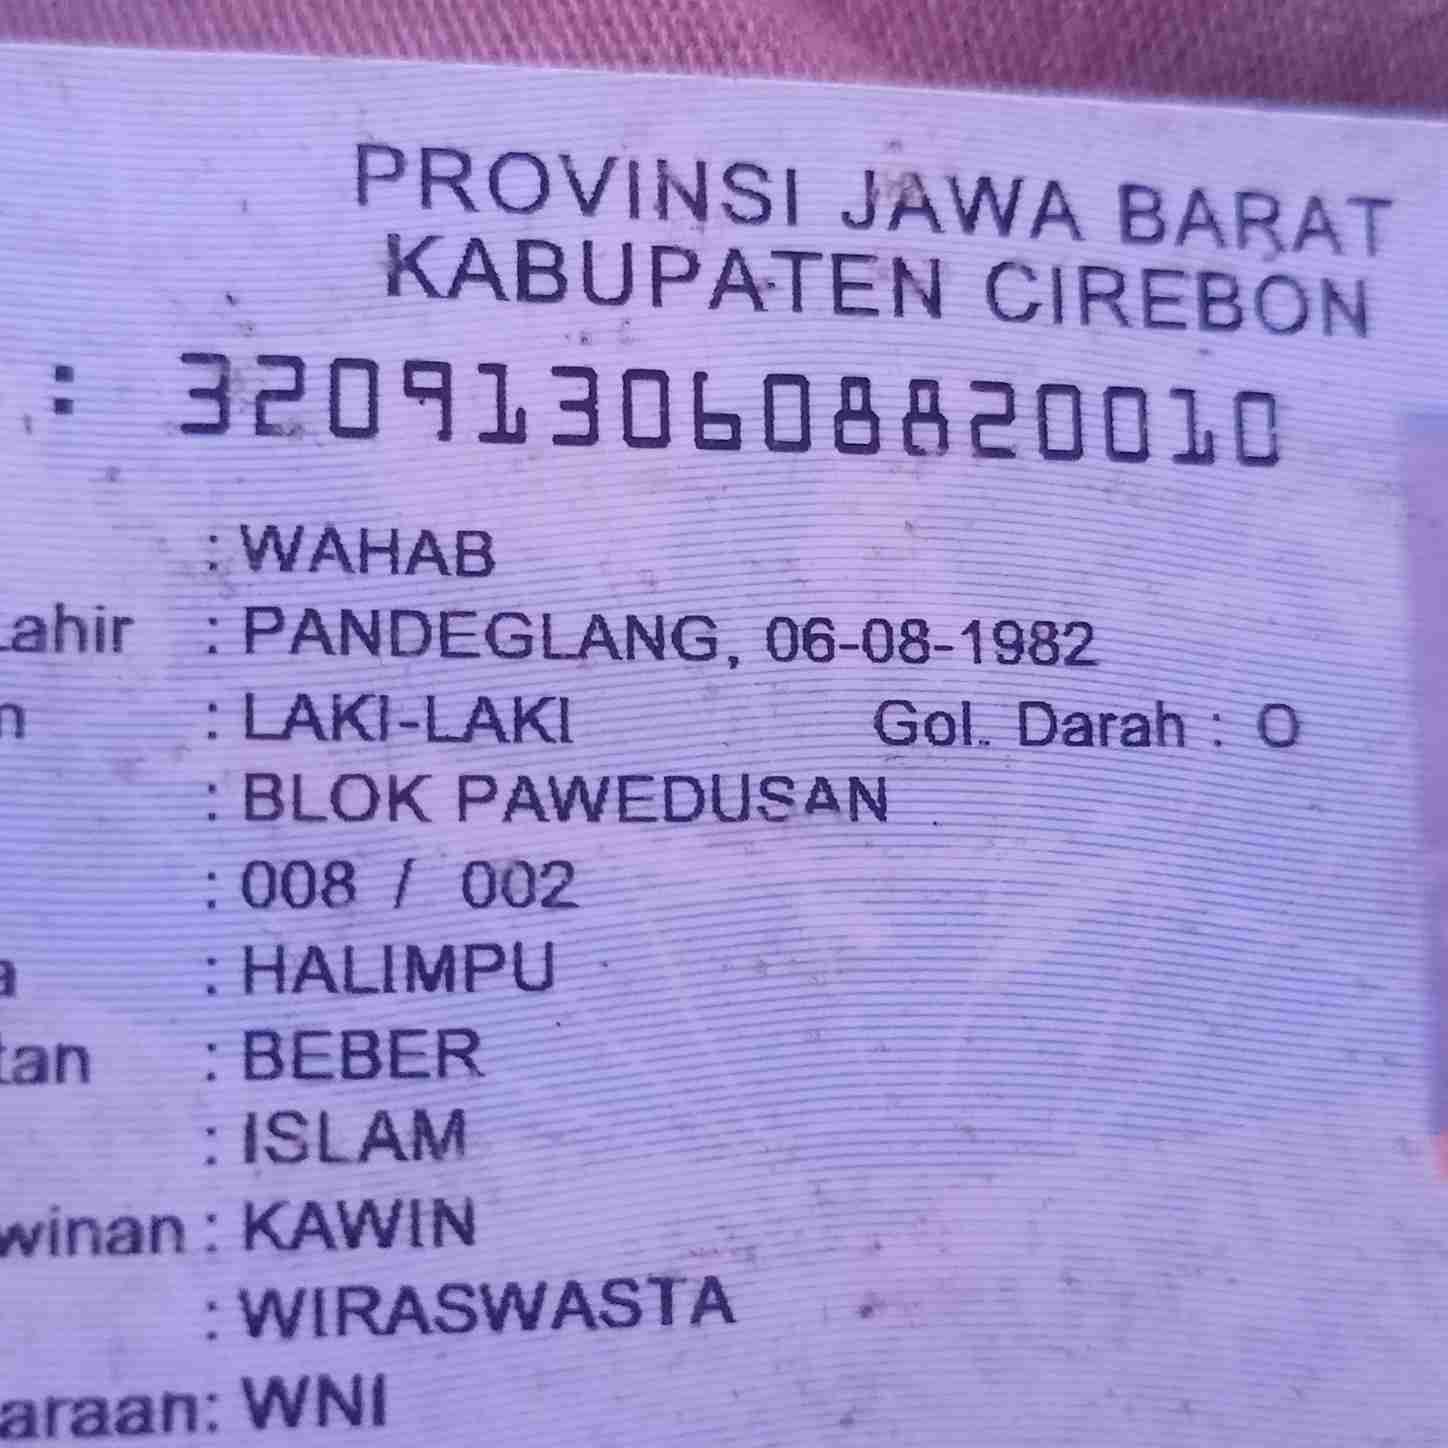 PROVINSI JAWA BARAT
KABUPATEN CIREBON
: 3209130608820010
: WAHAB
Lahir : PANDEGLANG, 06-08-1982
n : LAKI-LAKI Gol. Darah : O
: BLOK PAWEDUSAN
: 008 / 002
a : HALIMPU
tan : BEBER
: ISLAM
winan : KAWIN
: WIRASWASTA
araan: WNI